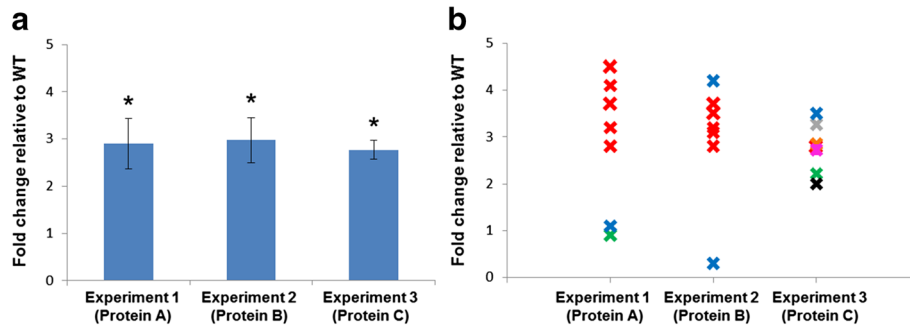 a
Fold change relative to WT
5
4
3
2
1
0
*
*
*
Experiment 1
(Protein A)
Experiment 2
(Protein B)
Experiment 3
(Protein C)
b
Fold change relative to WT
5
4
3
2
1
0
Experiment 1
(Protein A)
Experiment 2
(Protein B)
Experiment 3
(Protein C)